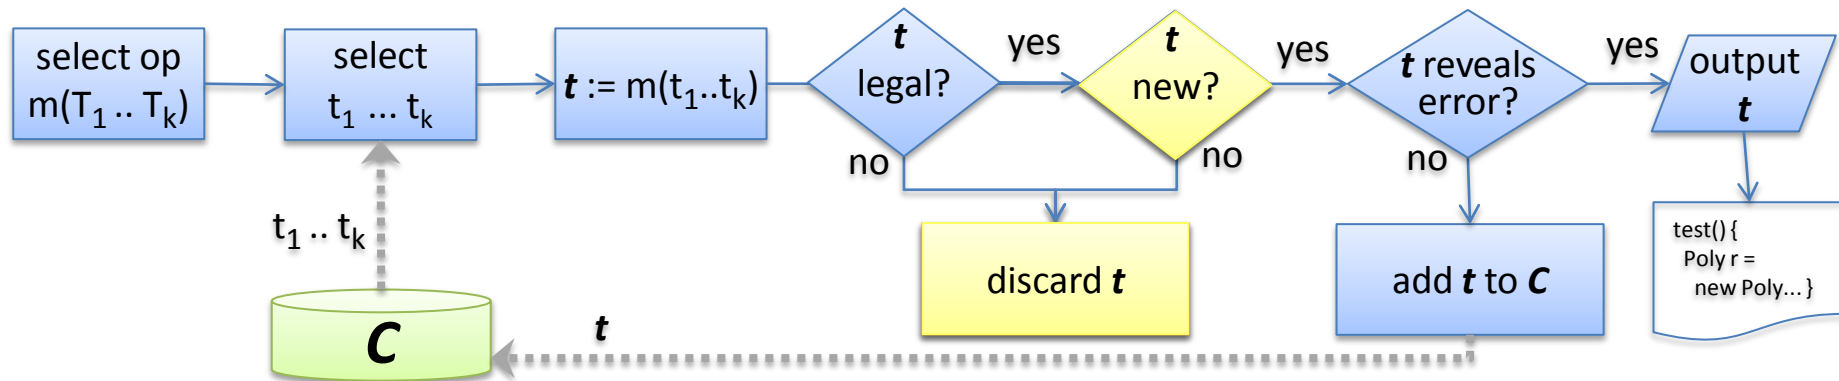 select op
m(T₁ .. Tₖ)
select
t₁ ... tₖ
t := m(t₁..tₖ)
t
legal?
yes
no
t
new?
yes
no
t reveals
error?
yes
no
output
t
t₁ .. tₖ
discard t
add t to C
test() {
Poly r =
new Poly... }
C
t